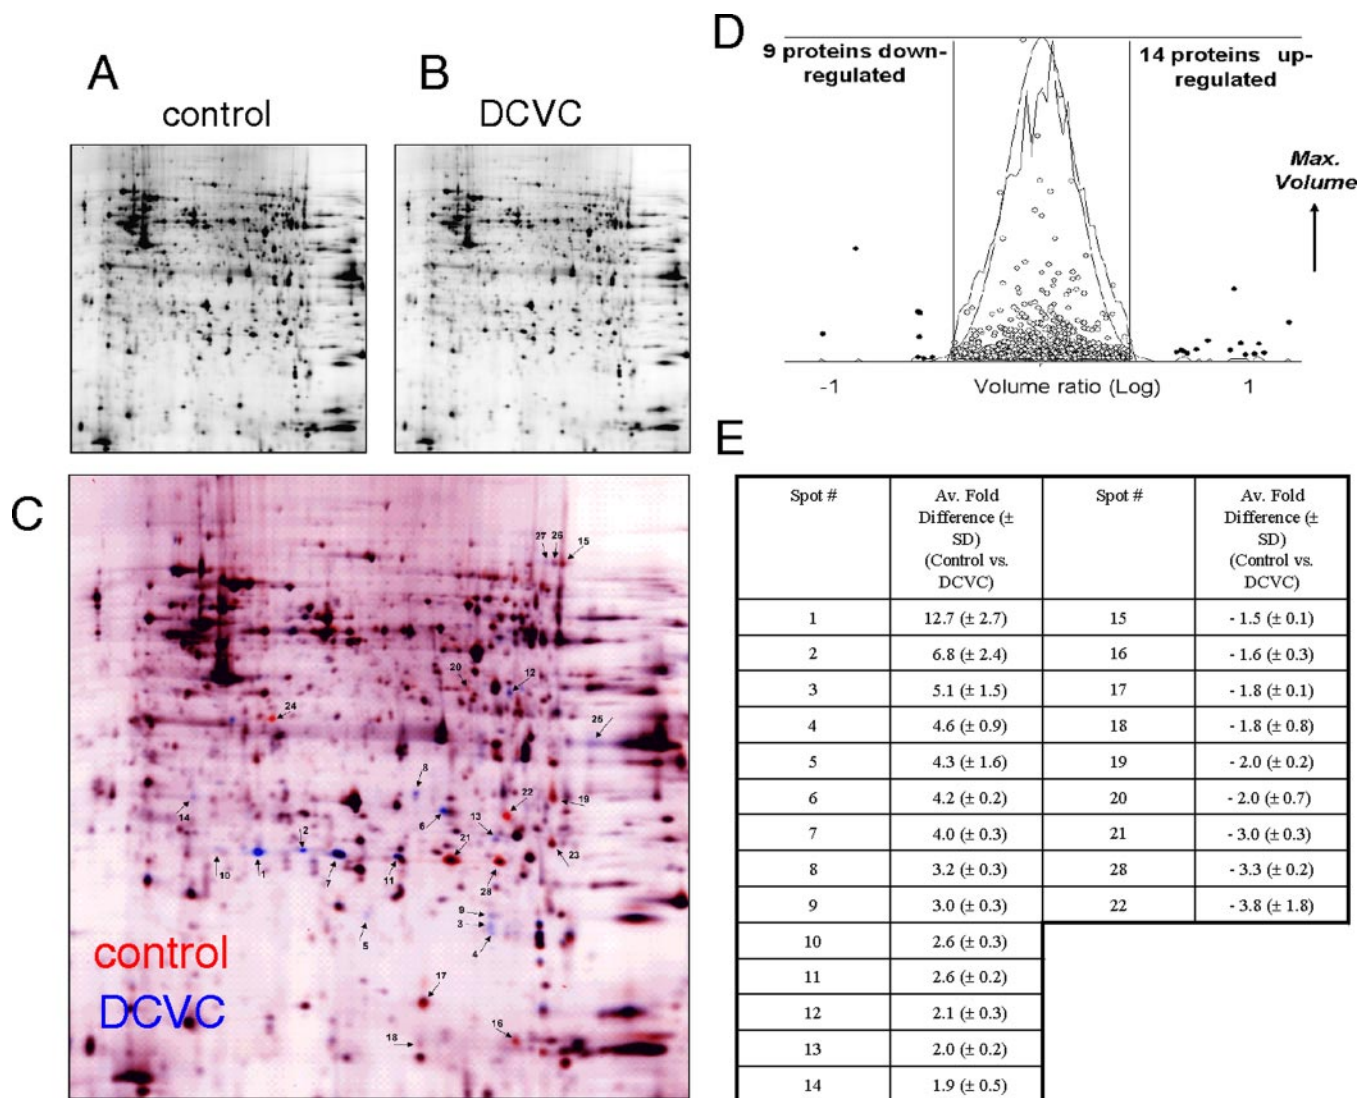 A
control
B
DCVC
D
9 proteins down-
regulated
14 proteins up-
regulated
Max.
Volume
-1
Volume ratio (Log)
1
C
27 26 15
20
12
24
25
8
14
22
19
6
13
2
21
23
10
1
7
11
28
9
3
5
4
17
16
18
control
DCVC
E
Spot #
Av. Fold
Difference (±
SD)
(Control vs.
DCVC)
Spot #
Av. Fold
Difference (±
SD)
(Control vs.
DCVC)
1 12.7 (± 2.7) 15 - 1.5 (± 0.1)
2 6.8 (± 2.4) 16 - 1.6 (± 0.3)
3 5.1 (± 1.5) 17 - 1.8 (± 0.1)
4 4.6 (± 0.9) 18 - 1.8 (± 0.8)
5 4.3 (± 1.6) 19 - 2.0 (± 0.2)
6 4.2 (± 0.2) 20 - 2.0 (± 0.7)
7 4.0 (± 0.3) 21 - 3.0 (± 0.3)
8 3.2 (± 0.3) 28 - 3.3 (± 0.2)
9 3.0 (± 0.3) 22 - 3.8 (± 1.8)
10 2.6 (± 0.3)
11 2.6 (± 0.2)
12 2.1 (± 0.3)
13 2.0 (± 0.2)
14 1.9 (± 0.5)